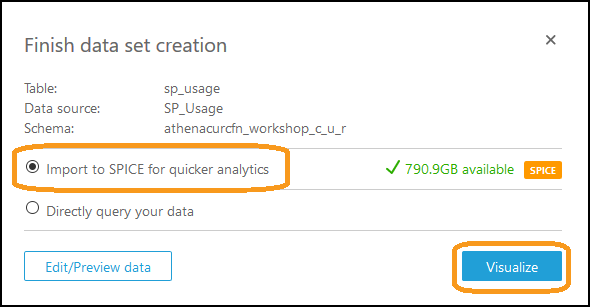 Finish data set creation
Table: sp_usage
Data source: SP_Usage
Schema: athenacurcfn_workshop_c_u_r
Import to SPICE for quicker analytics 790.9GB available SPICE
Directly query your data
Edit/Preview data Visualize